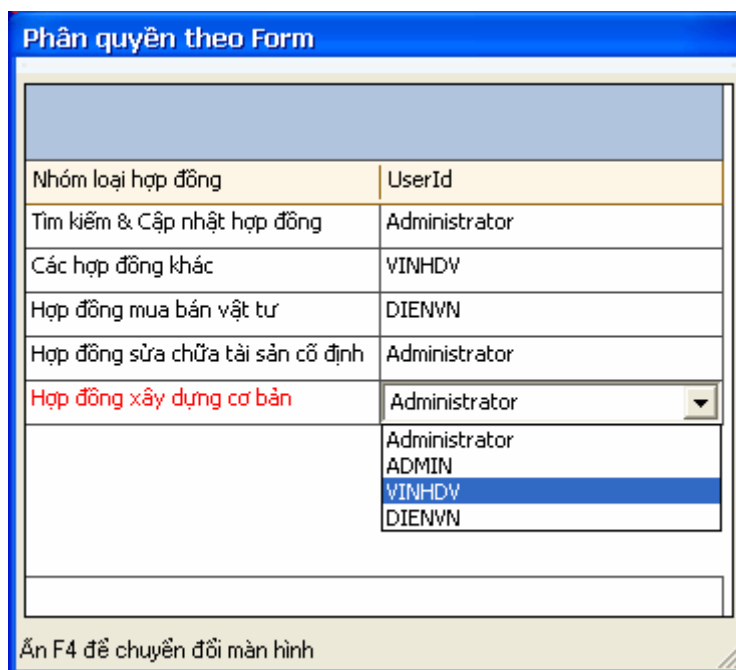 Phân quyền theo Form
Nhóm loại hợp đồng UserId
Tìm kiếm & Cập nhật hợp đồng Administrator
Các hợp đồng khác VINHDV
Hợp đồng mua bán vật tư DIENVN
Hợp đồng sửa chữa tài sản cố định Administrator
Hợp đồng xây dựng cơ bản Administrator
Administrator
ADMIN
VINHDV
DIENVN
Ấn F4 để chuyển đổi màn hình